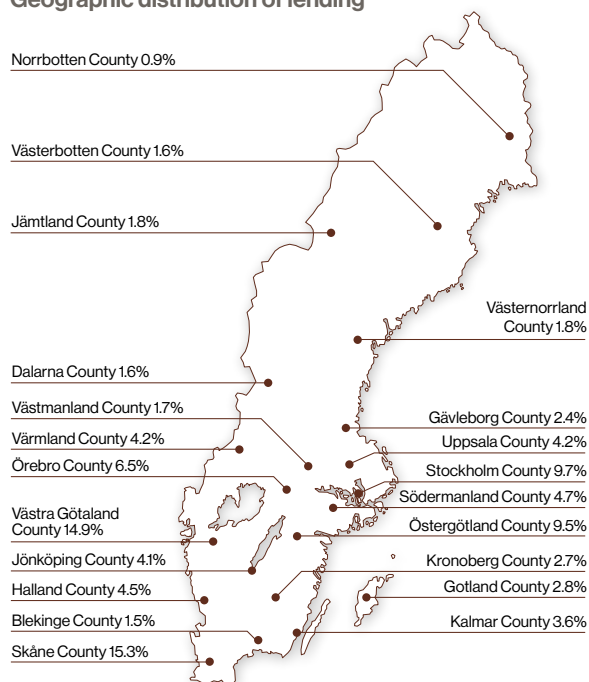 Geographic distribution of lending
Norrbotten County 0.9%
Västerbotten County 1.6%
Jämtland County 1.8%
Västernorrland
County 1.8%
Dalarna County 1.6%
Västmanland County 1.7%
Värmland County 4.2%
Örebro County 6.5%
Västra Götaland
County 14.9%
Jönköping County 4.1%
Halland County 4.5%
Blekinge County 1.5%
Skåne County 15.3%
Gävleborg County 2.4%
Uppsala County 4.2%
Stockholm County 9.7%
Södermanland County 4.7%
Östergötland County 9.5%
Kronoberg County 2.7%
Gotland County 2.8%
Kalmar County 3.6%